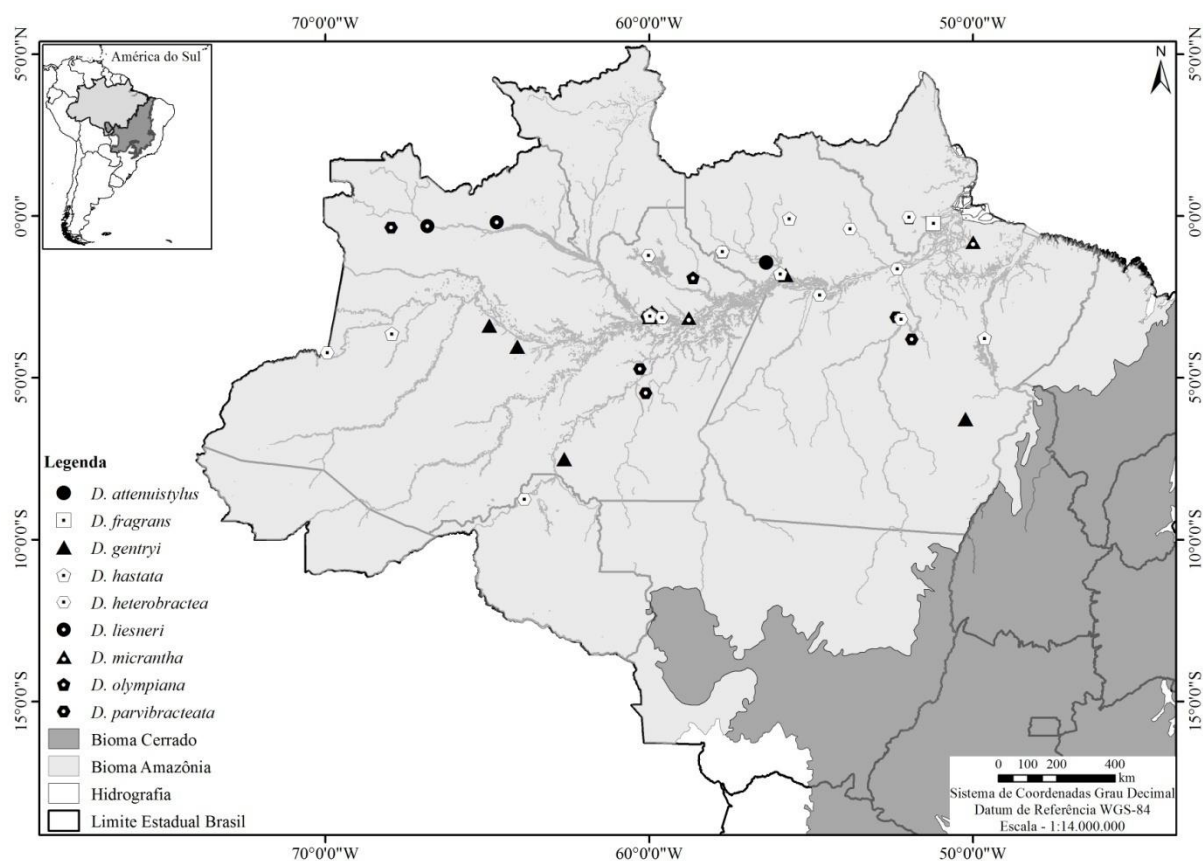 70°0'0"W
60°0'0"W
50°0'0"W
América do Sul
N
5°0'0"N
5°0'0"N
0°0'0"
0°0'0"
5°0'0"S
5°0'0"S
10°0'0"S
10°0'0"S
15°0'0"S
15°0'0"S
Legenda
D. attenuistylus
D. fragrans
D. gentryi
D. hastata
D. heterobractea
D. liesneri
D. micrantha
D. olympiana
D. parvibracteata
Bioma Cerrado
Bioma Amazônia
Hidrografia
Limite Estadual Brasil
0 100 200 400
km
Sistema de Coordenadas Grau Decimal
Datum de Referência WGS-84
Escala - 1:14.000.000
70°0'0"W
60°0'0"W
50°0'0"W